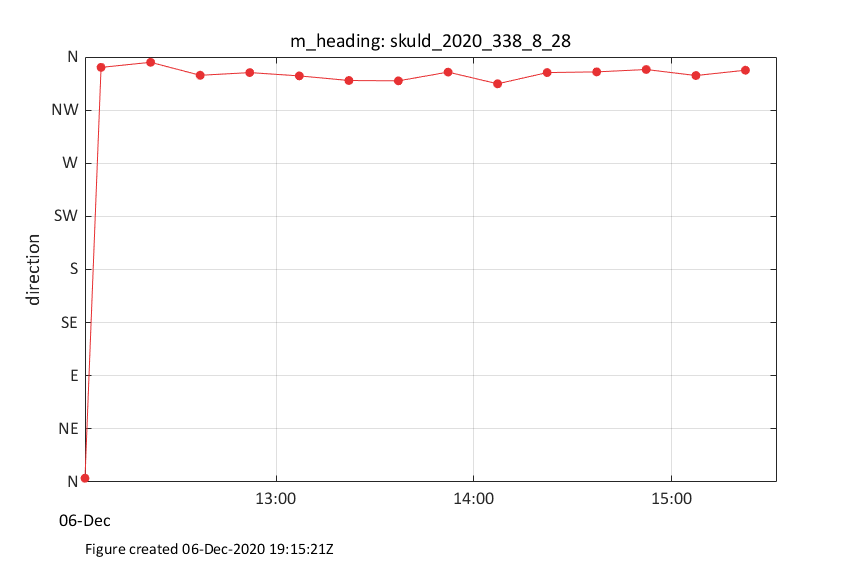 m_heading: skuld_2020_338_8_28
N
NW
W
SW
S
SE
E
NE
N
direction
13:00 14:00 15:00
06-Dec
Figure created 06-Dec-2020 19:15:21Z